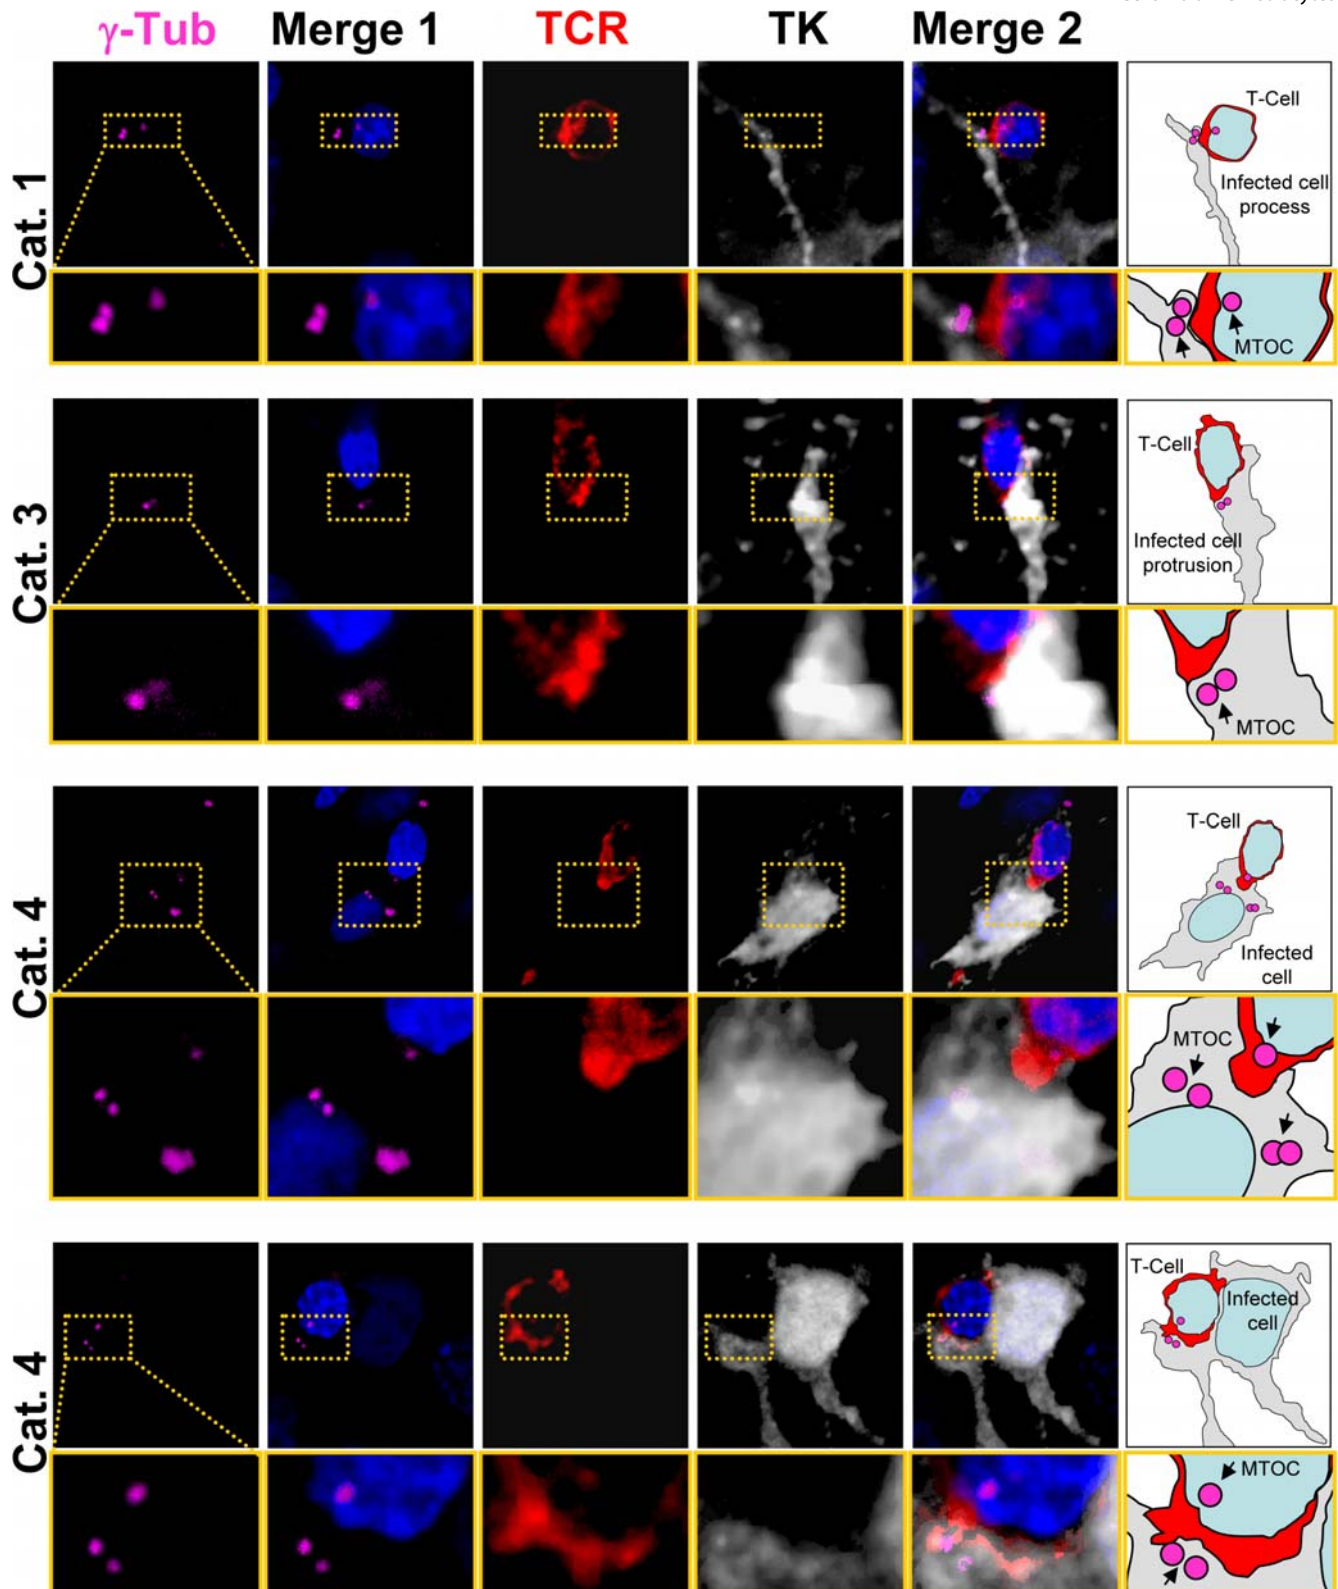 γ-Tub Merge 1 TCR TK Merge 2
Cat. 1
T-Cell
Infected cell
process
MTOC
Cat. 3
T-Cell
Infected cell
protrusion
MTOC
Cat. 4
T-Cell
Infected
cell
MTOC
Cat. 4
T-Cell
Infected
cell
MTOC